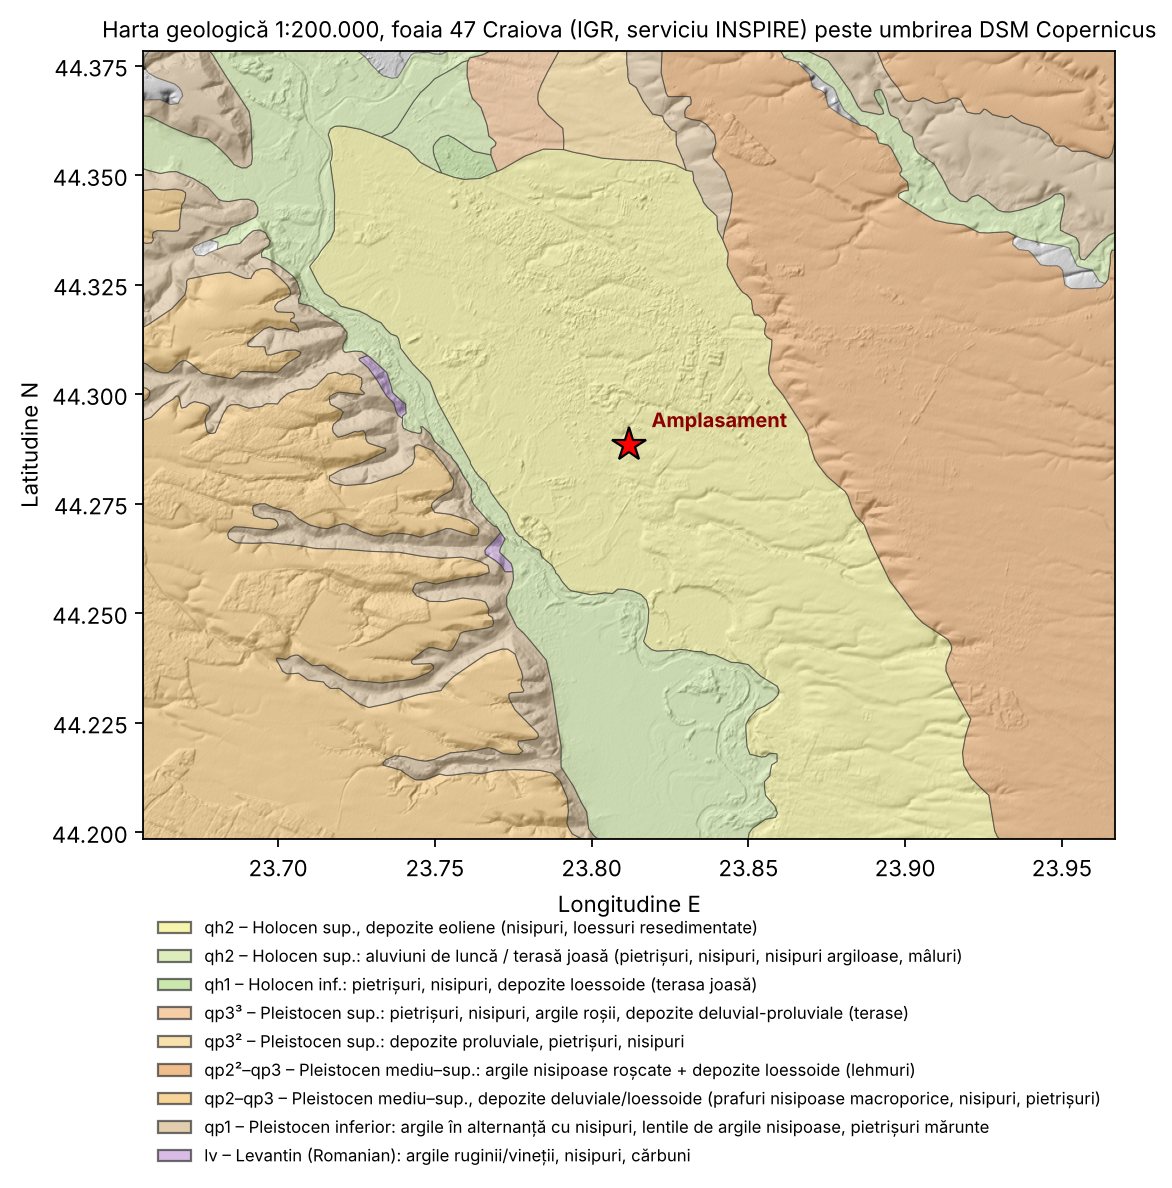 Harta geologică 1:200.000, foaia 47 Craiova (IGR, serviciu INSPIRE) peste umbrirea DSM Copernicus
44.375
44.350
44.325
44.300
44.275
44.250
44.225
44.200
Latitudine N
Amplasament
23.70
23.75
23.80
23.85
23.90
23.95
Longitudine E
qh2 – Holocen sup., depozite eoliene (nisipuri, loessuri resedimentate)
qh2 – Holocen sup.: aluviuni de luncă / terasă joasă (pietrișuri, nisipuri, nisipuri argiloase, mâluri)
qh1 – Holocen inf.: pietrișuri, nisipuri, depozite loessoide (terasa joasă)
qp3³ – Pleistocen sup.: pietrișuri, nisipuri, argile roșii, depozite deluvial-proluviale (terase)
qp3² – Pleistocen sup.: depozite proluviale, pietrișuri, nisipuri
qp2²–qp3 – Pleistocen mediu–sup.: argile nisipoase roșcate + depozite loessoide (lehmuri)
qp2–qp3 – Pleistocen mediu–sup., depozite deluviale/loessoide (prafuri nisipoase macroporice, nisipuri, pietrișuri)
qp1 – Pleistocen inferior: argile în alternanță cu nisipuri, lentile de argile nisipoase, pietrișuri mărunte
lv – Levantin (Romanian): argile ruginii/vineții, nisipuri, cărbuni